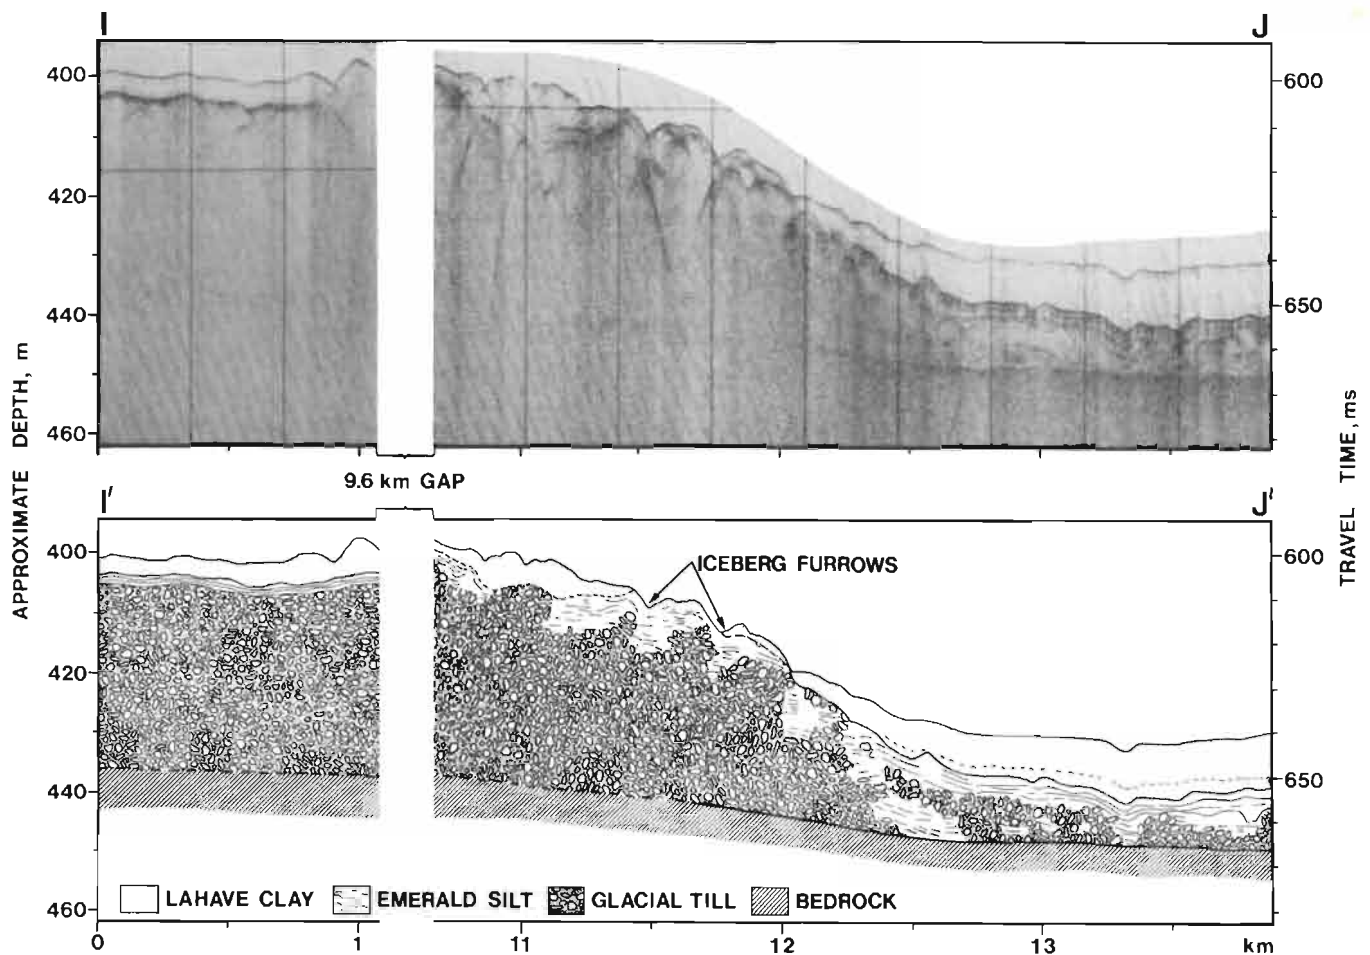 I J
400 600
420
440 650
460
9.6 km GAP
APPROXIMATE DEPTH, m
TRAVEL TIME, ms
I' J'
400 600
ICEBERG FURROWS
420
440 650
LAHAVE CLAY EMERALD SILT GLACIAL TILL BEDROCK
460
0 1 11 12 13 km